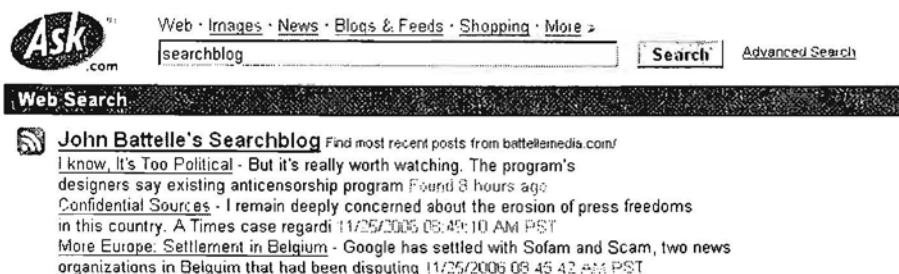 Ask .com
Web · Images · News · Blogs & Feeds · Shopping · More »
searchblog Search Advanced Search
Web Search
John Battelle's Searchblog Find most recent posts from battellemedia.com/
I know, It's Too Political - But it's really worth watching. The program's
designers say existing anticensorship program Found 8 hours ago
Confidential Sources - I remain deeply concerned about the erosion of press freedoms
in this country. A Times case regardi 11/25/2006 08:49:10 AM PST
More Europe: Settlement in Belgium - Google has settled with Sofam and Scam, two news
organizations in Belguim that had been disputing 11/25/2006 08:45:42 AM PST